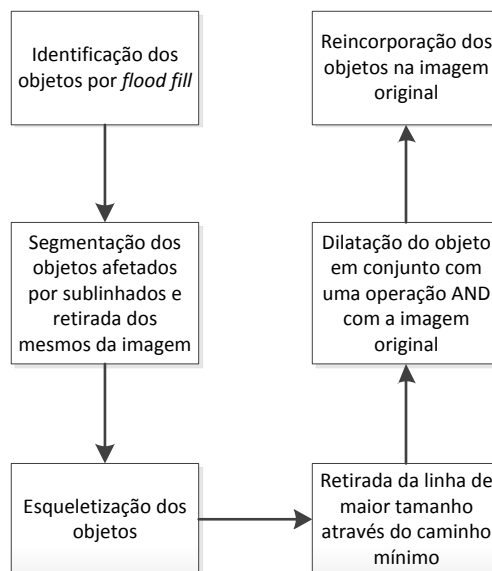 Identificação dos
objetos por flood fill
Segmentação dos
objetos afetados
por sublinhados e
retirada dos
mesmos da imagem
Esqueletização dos
objetos
Retirada da linha de
maior tamanho
através do caminho
mínimo
Dilatação do objeto
em conjunto com
uma operação AND
com a imagem
original
Reincorporação dos
objetos na imagem
original